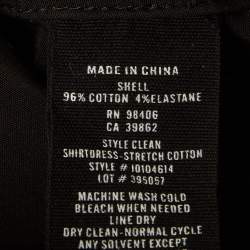 MADE IN CHINA
SHELL
96% COTTON 4% ELASTANE
RN 98406
CA 39862
STYLE CLEAN
SHIRTDRESS-STRETCH COTTON
STYLE # 10104614
LOT # 395057
MACHINE WASH COLD
BLEACH WHEN NEEDED
LINE DRY
DRY CLEAN-NORMAL CYCLE
ANY SOLVENT EXCEPT